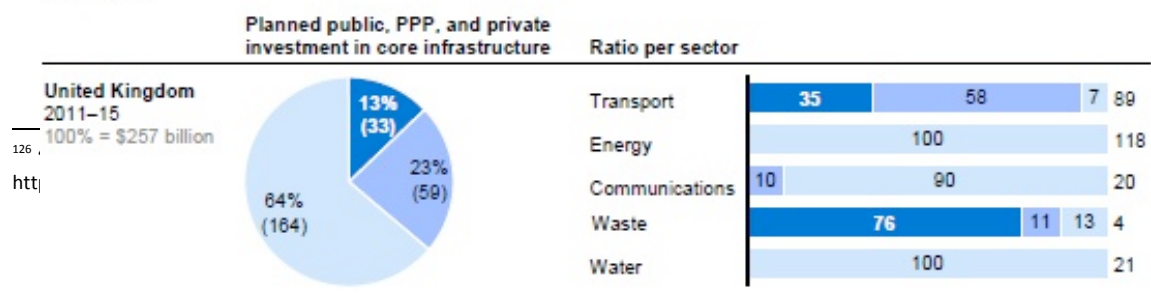 Planned public, PPP, and private
investment in core infrastructure
Ratio per sector
United Kingdom
2011–15
100% = $257 billion
126
http
13%
(33)
23%
(59)
64%
(164)
Transport 35 58 7 89
Energy 100 118
Communications 10 90 20
Waste 76 11 13 4
Water 100 21